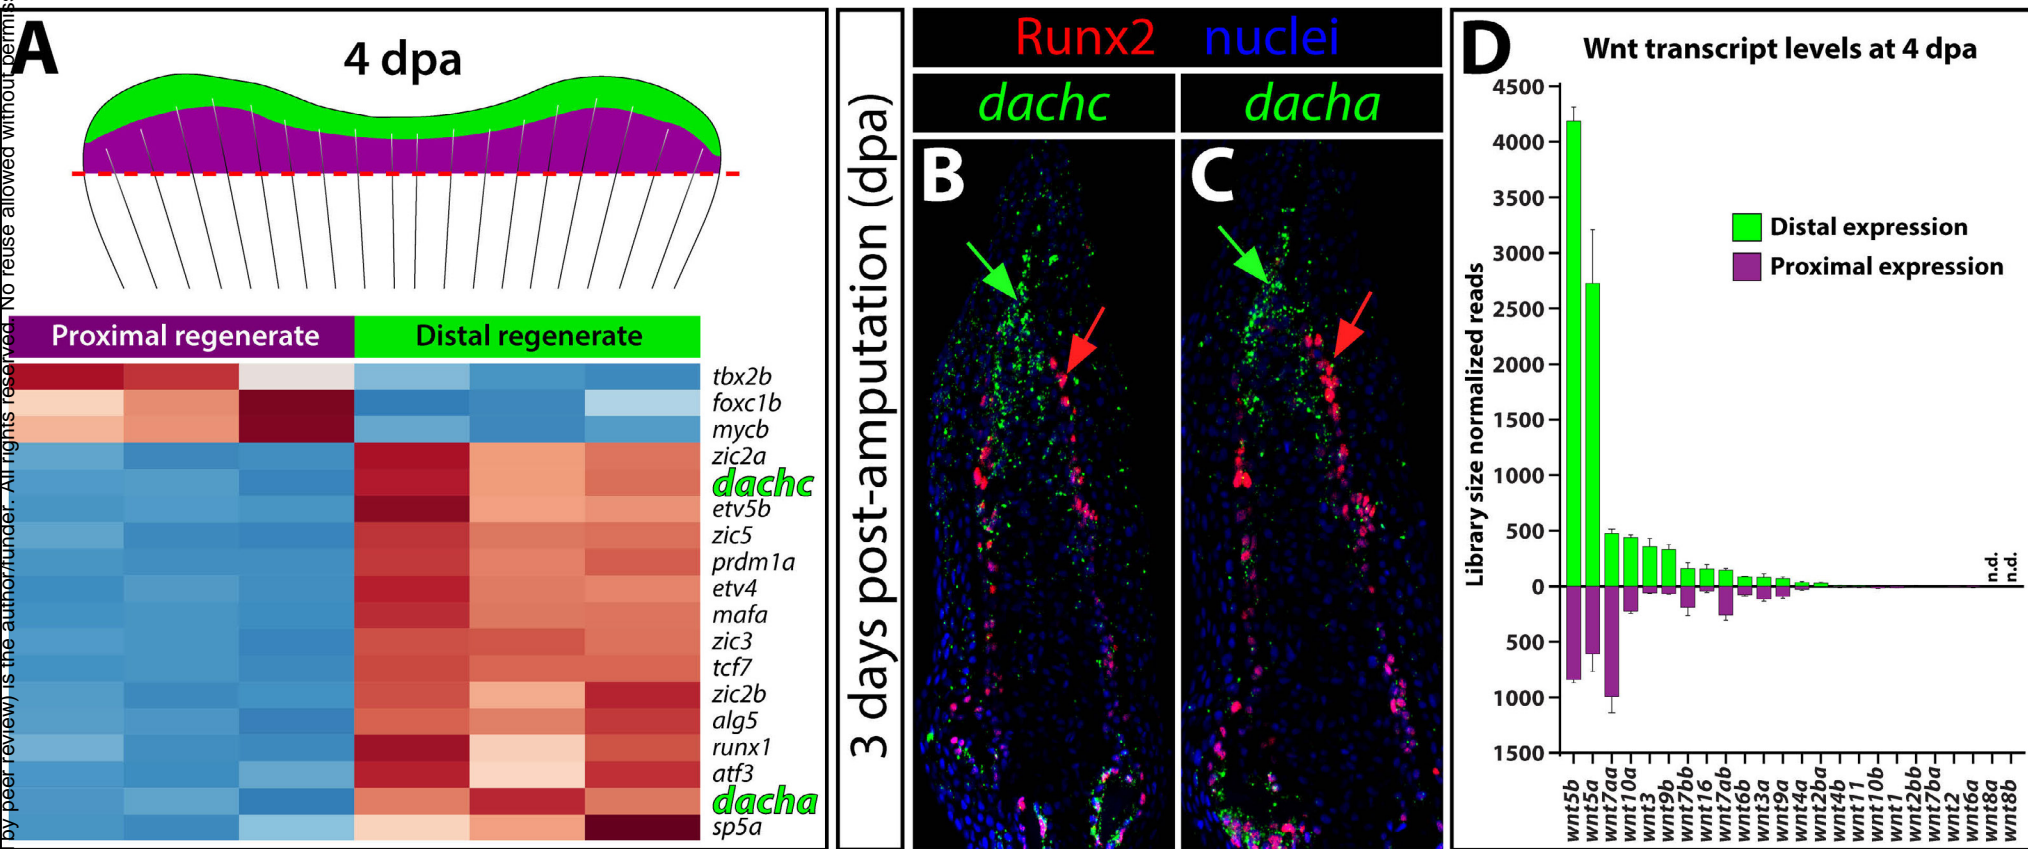 by peer review) is the author/funder. All rights reserved. No reuse allowed without permis
A
4 dpa
Proximal regenerate
Distal regenerate
tbx2b
foxc1b
mycb
zic2a
dachc
etv5b
zic5
prdm1a
etv4
mafa
zic3
tcf7
zic2b
alg5
runx1
atf3
dacha
sp5a
3 days post-amputation (dpa)
Runx2 nuclei
dachc
dacha
B
C
D
Wnt transcript levels at 4 dpa
Library size normalized reads
4500
4000
3500
3000
2500
2000
1500
1000
500
0
500
1000
1500
Distal expression
Proximal expression
n.d.
n.d.
wnt5b
wnt5a
wnt7aa
wnt10a
wnt3
wnt9b
wnt7bb
wnt16
wnt7ab
wnt6b
wnt3a
wnt9a
wnt4a
wnt2ba
wnt4b
wnt11
wnt10b
wnt1
wnt2bb
wnt7ba
wnt2
wnt6a
wnt8a
wnt8b